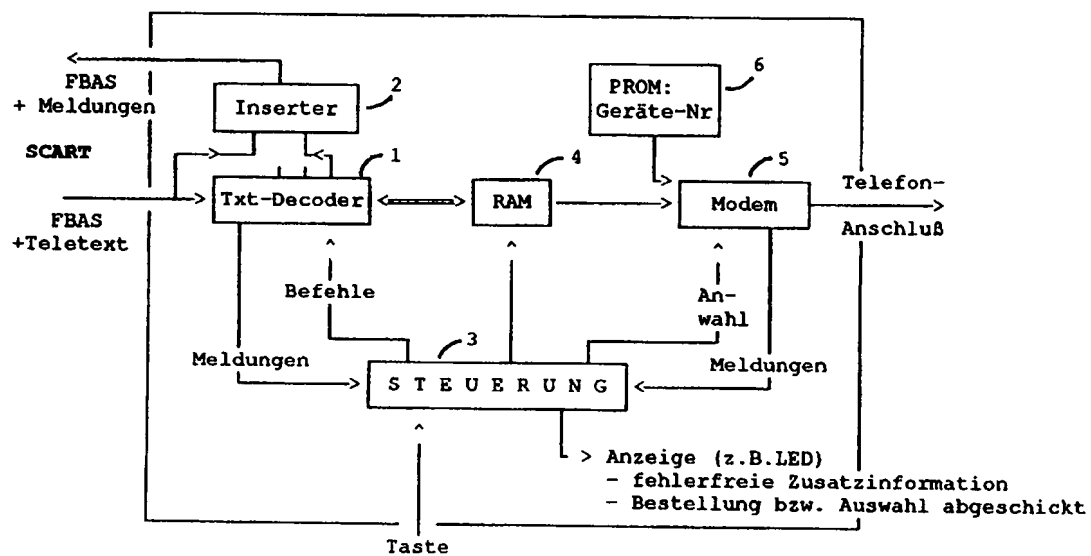 FBAS
+ Meldungen
SCART
FBAS
+Teletext
2
Inserter
1
Txt-Decoder
4
RAM
6
PROM:
Geräte-Nr
5
Modem
Telefon-
Anschluß
Befehle
An-
wahl
Meldungen
3
Meldungen
S T E U E R U N G
Anzeige (z.B.LED)
- fehlerfreie Zusatzinformation
- Bestellung bzw. Auswahl abgeschickt
Taste